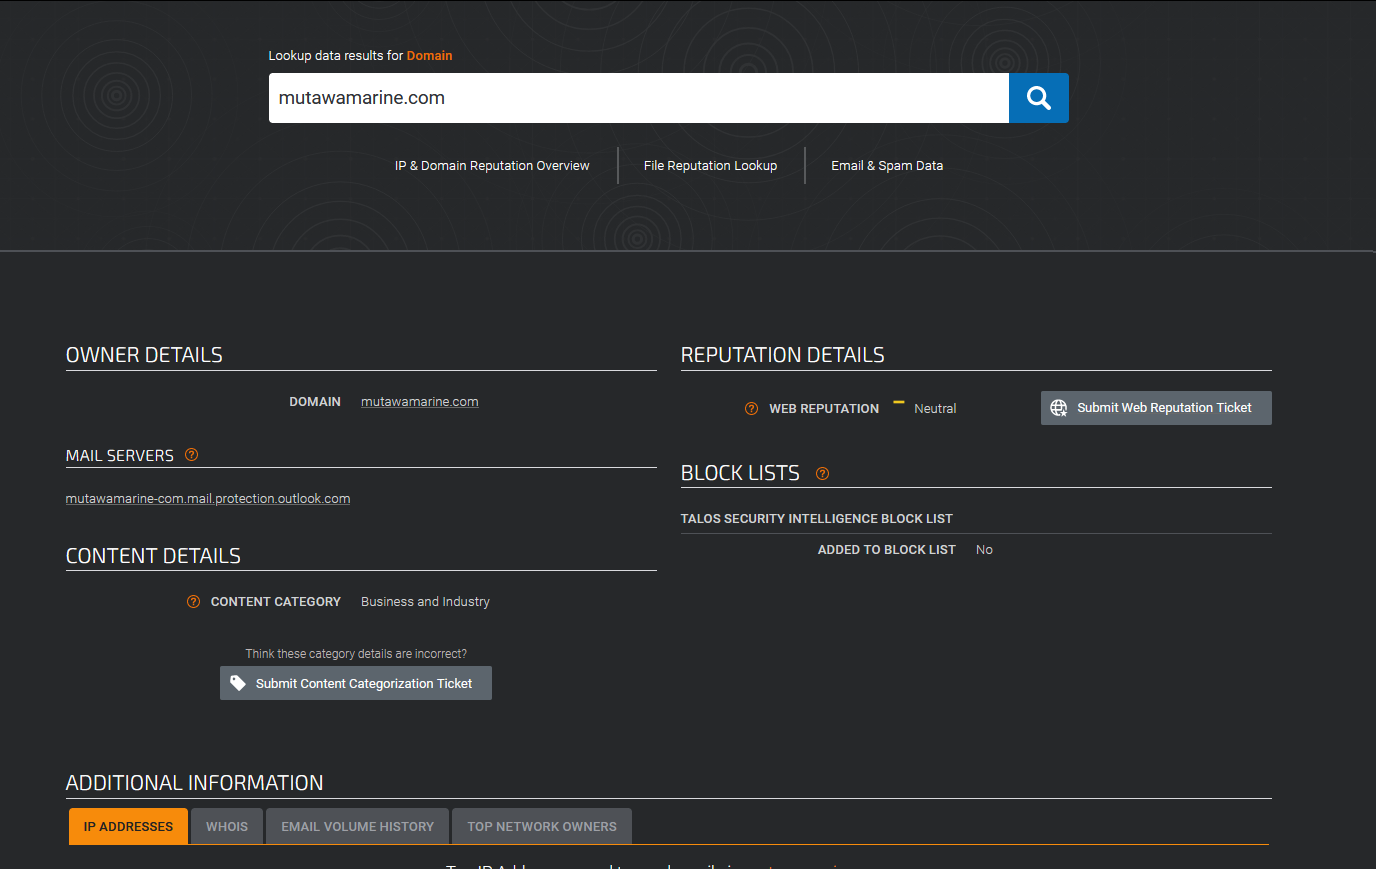 Lookup data results for Domain
mutawamarine.com
IP & Domain Reputation Overview
File Reputation Lookup
Email & Spam Data
OWNER DETAILS
DOMAIN mutawamarine.com
MAIL SERVERS ?
mutawamarine-com.mail.protection.outlook.com
CONTENT DETAILS
? CONTENT CATEGORY Business and Industry
Think these category details are incorrect?
Submit Content Categorization Ticket
REPUTATION DETAILS
? WEB REPUTATION Neutral
Submit Web Reputation Ticket
BLOCK LISTS ?
TALOS SECURITY INTELLIGENCE BLOCK LIST
ADDED TO BLOCK LIST No
ADDITIONAL INFORMATION
IP ADDRESSES
WHOIS
EMAIL VOLUME HISTORY
TOP NETWORK OWNERS